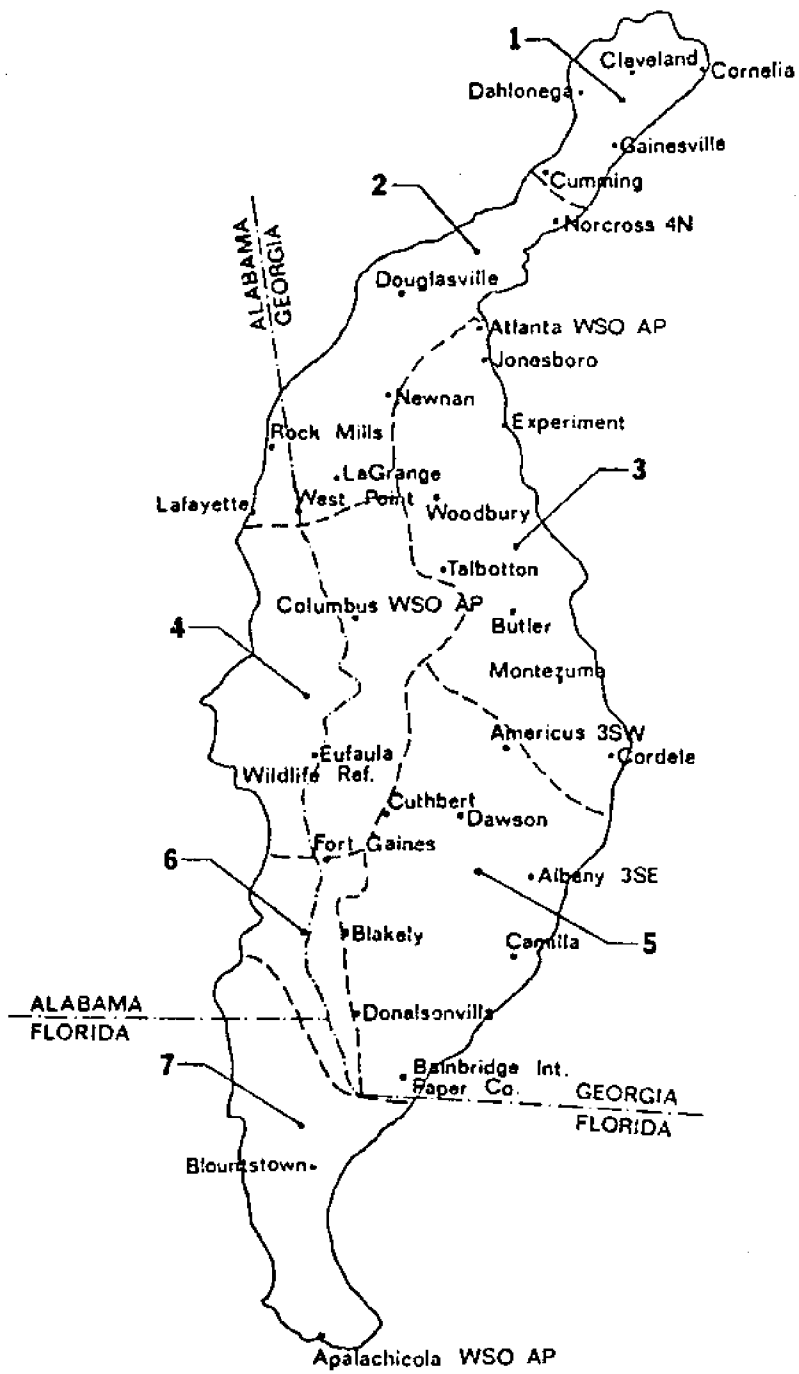 1
Cleveland
Cornelia
Dahlonega
Gainesville
2
Cumming
Norcross 4N
ALABAMA
GEORGIA
Douglasville
Atlanta WSO AP
Jonesboro
Newnan
Experiment
Rock Mills
3
LaGrange
Lafayette
West Point
Woodbury
Talbotton
Columbus WSO AP
4
Butler
Montezuma
Americus 3SW
Eufaula
Wildlife Ref.
Cordele
Cuthbert
Dawson
Fort Gaines
6
Albany 3SE
Blakely
Camilla
5
ALABAMA
FLORIDA
Donalsonville
7
Bainbridge Int.
Paper Co.
GEORGIA
FLORIDA
Blountstown
Apalachicola WSO AP